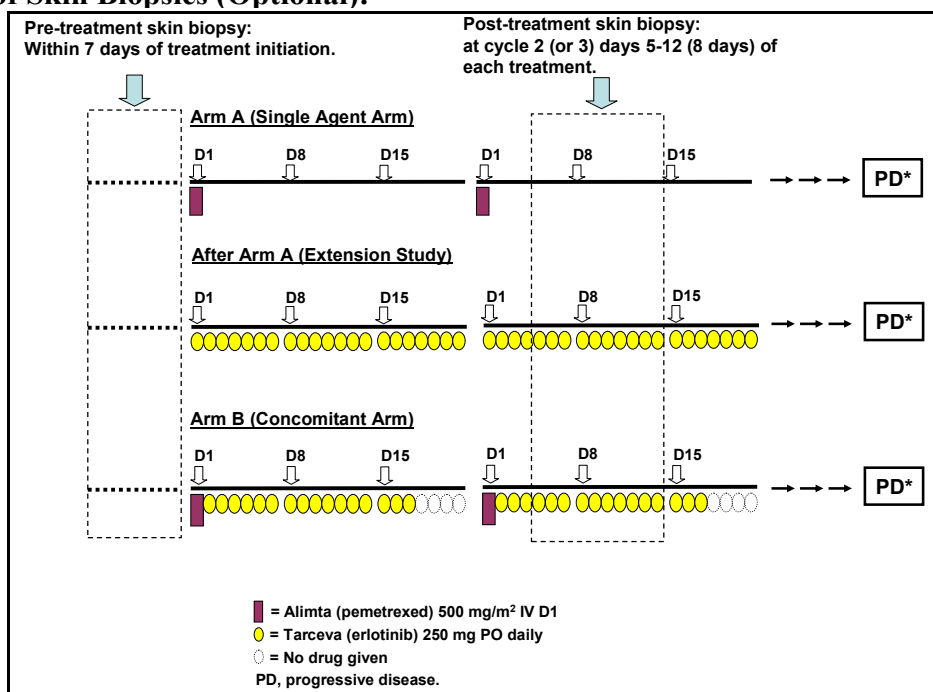 of Skin Biopsies (Optional):
Pre-treatment skin biopsy:
Within 7 days of treatment initiation.
Post-treatment skin biopsy:
at cycle 2 (or 3) days 5-12 (8 days) of
each treatment.
Arm A (Single Agent Arm)
D1 D8 D15 D1 D8 D15
PD*
After Arm A (Extension Study)
D1 D8 D15 D1 D8 D15
PD*
Arm B (Concomitant Arm)
D1 D8 D15 D1 D8 D15
PD*
= Alimta (pemetrexed) 500 mg/m² IV D1
= Tarceva (erlotinib) 250 mg PO daily
= No drug given
PD, progressive disease.